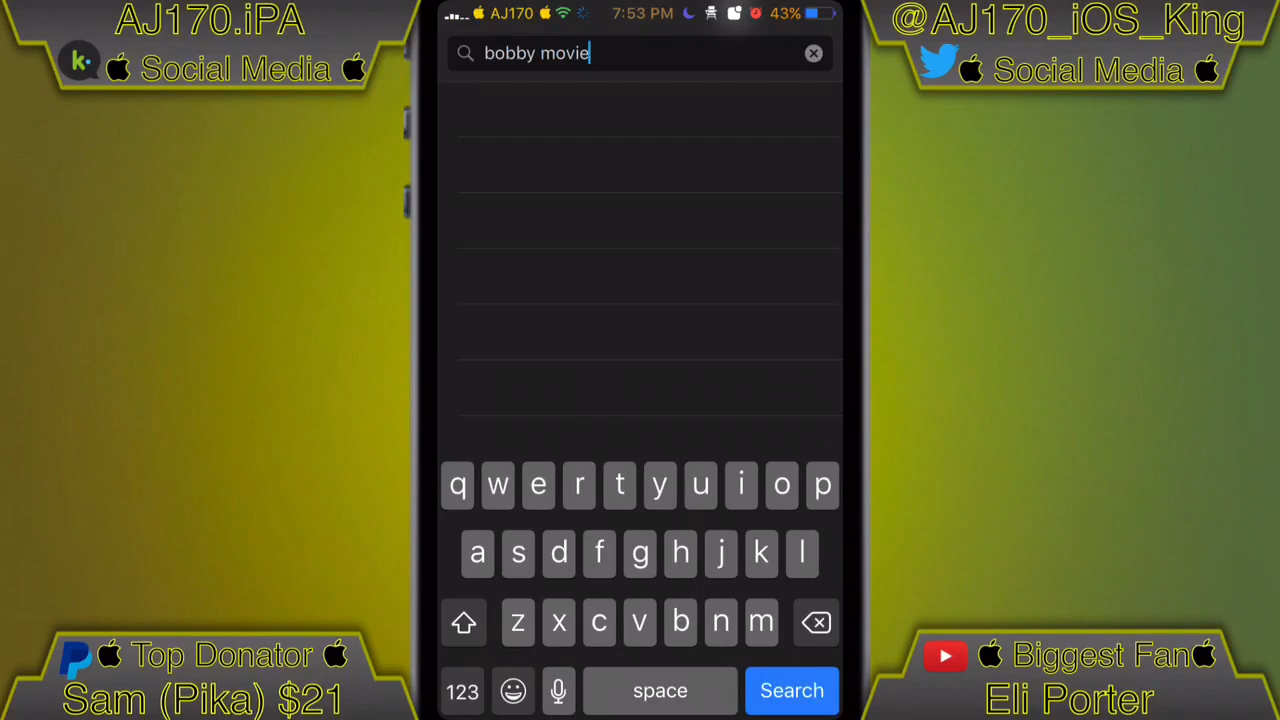 AJ170.iPA
k.
Social Media
AJ170
7:53 PM
43%
@AJ170_iOS_King
Social Media
bobby movie
q w e r t y u i o p
a s d f g h j k l
z x c v b n m
123
space
Search
Top Donator
Sam (Pika) $21
Biggest Fan
Eli Porter